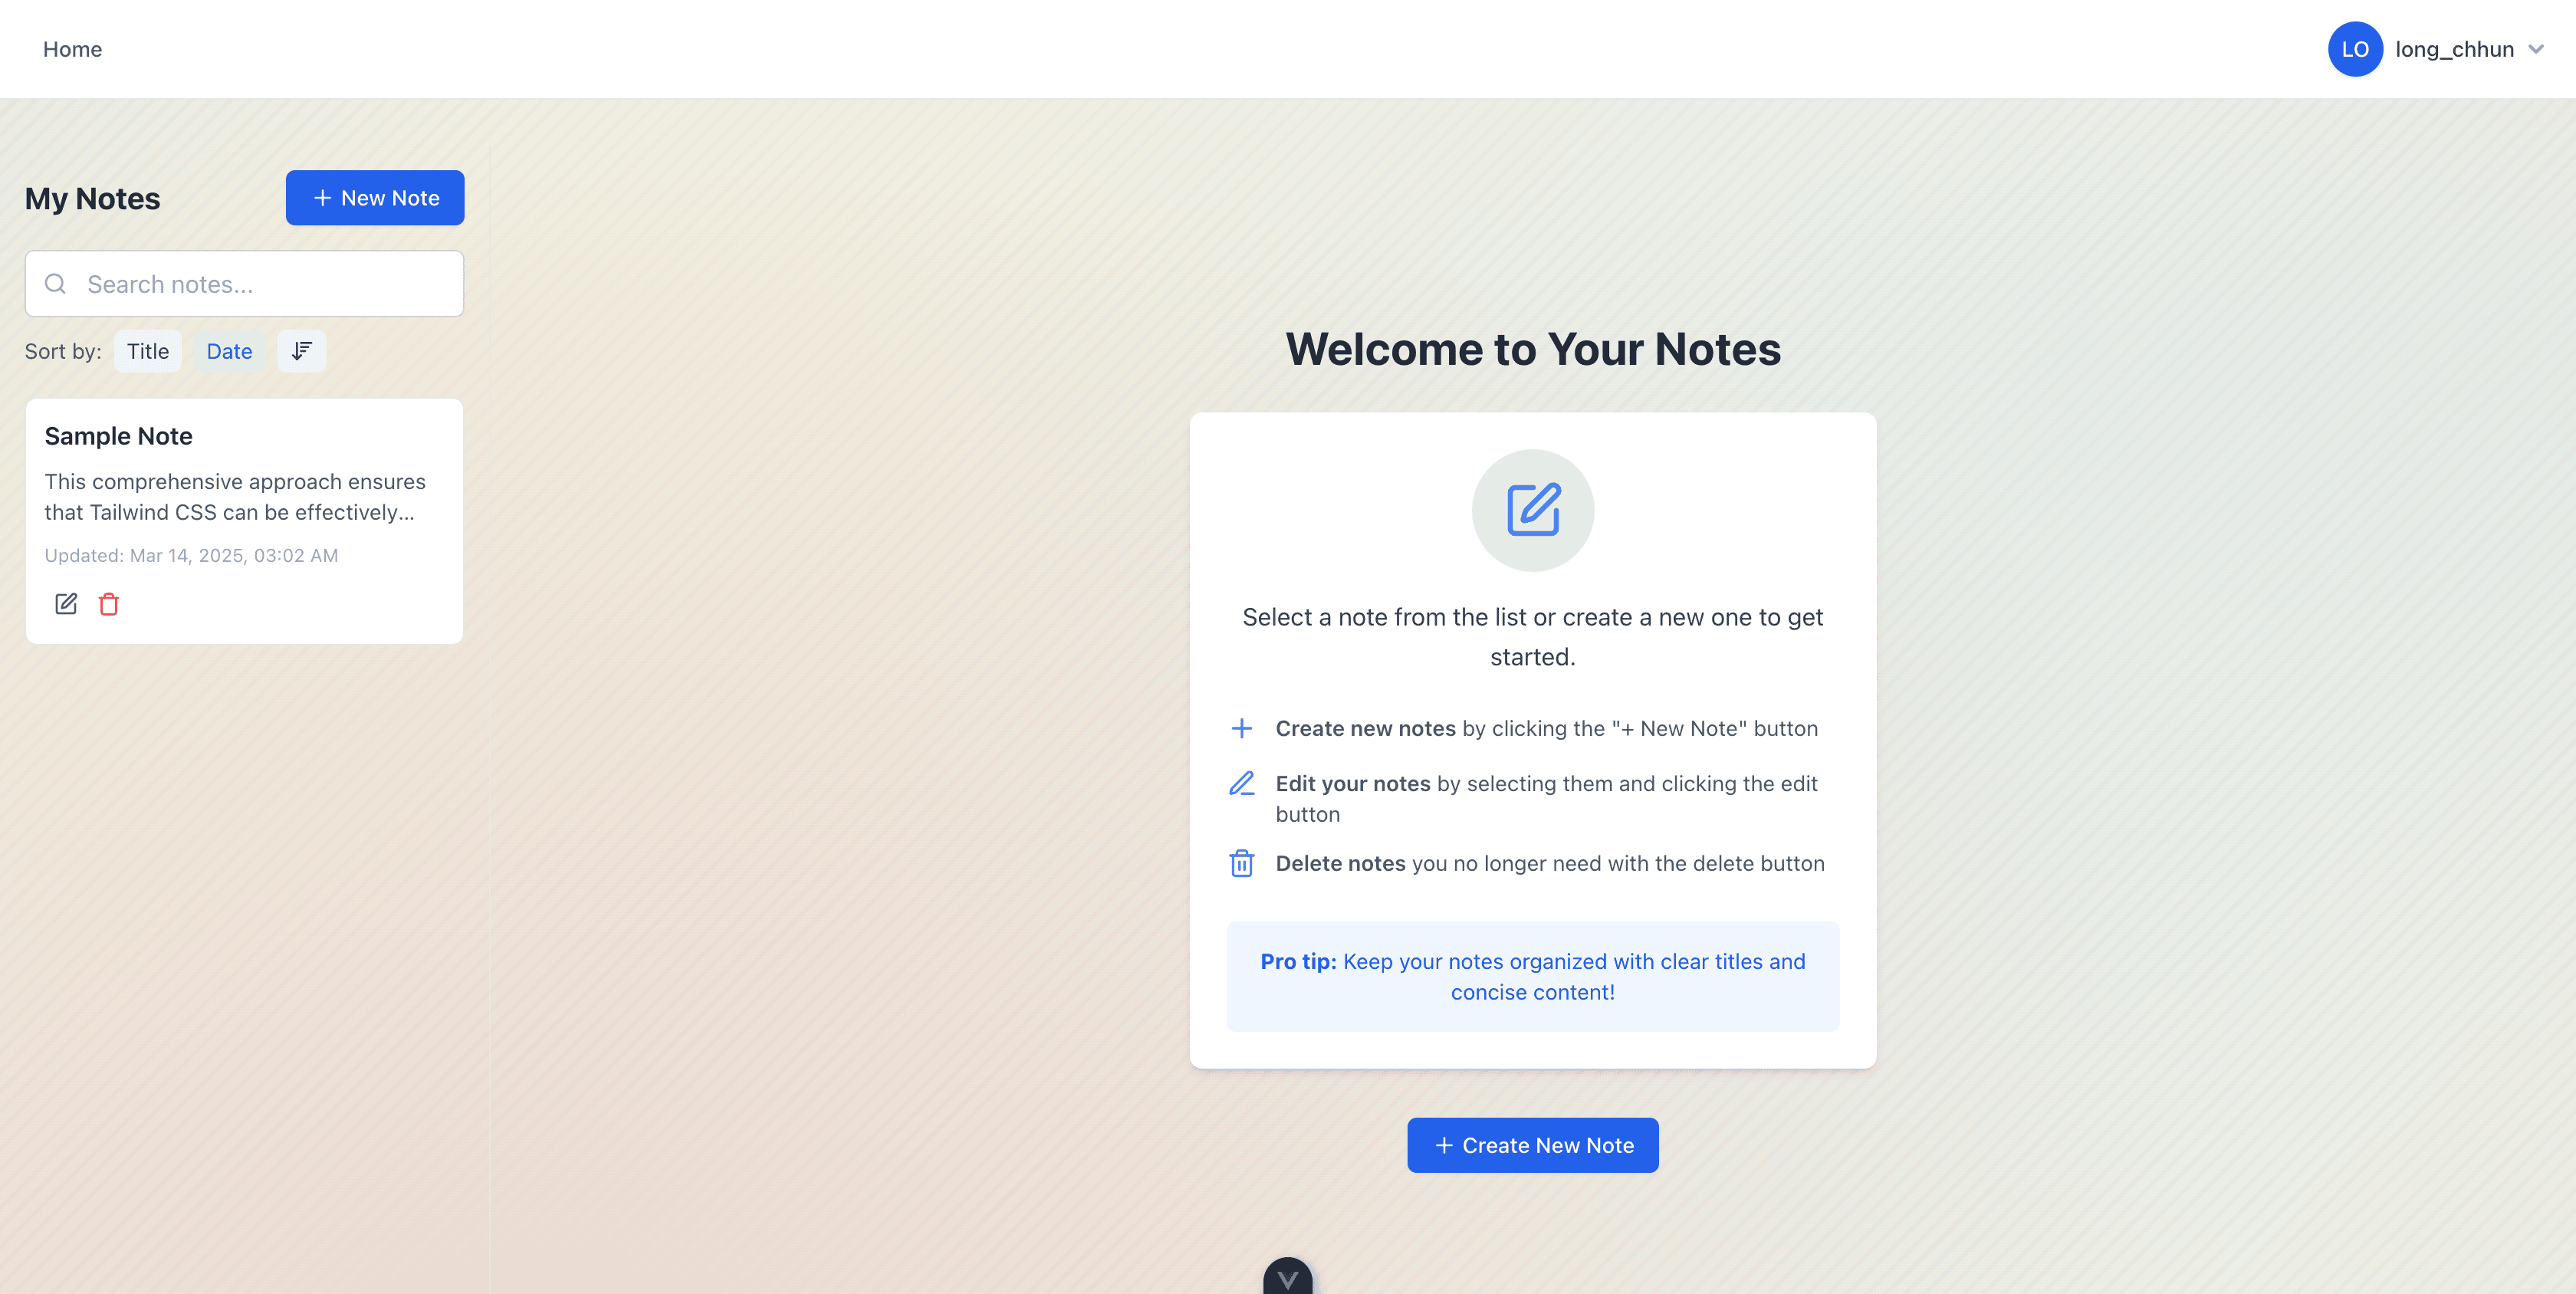 Home
LO long_chhun
My Notes
New Note
Search notes...
Sort by: Title Date
Sample Note
This comprehensive approach ensures
that Tailwind CSS can be effectively...
Updated: Mar 14, 2025, 03:02 AM
Welcome to Your Notes
Select a note from the list or create a new one to get
started.
Create new notes by clicking the "+ New Note" button
Edit your notes by selecting them and clicking the edit
button
Delete notes you no longer need with the delete button
Pro tip: Keep your notes organized with clear titles and
concise content!
Create New Note